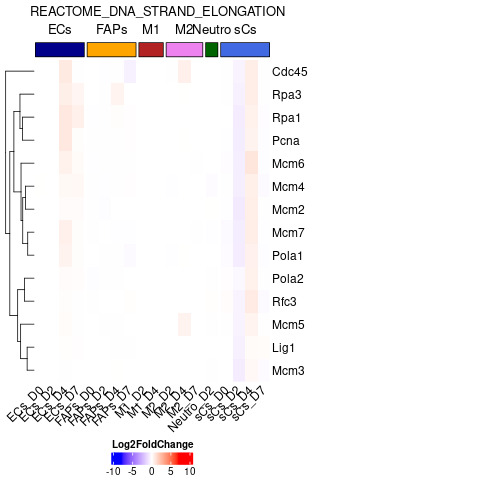 REACTOME_DNA_STRAND_ELONGATION
ECs FAPs M1 M2 Neutro sCs
Cdc45
Rpa3
Rpa1
Pcna
Mcm6
Mcm4
Mcm2
Mcm7
Pola1
Pola2
Rfc3
Mcm5
Lig1
Mcm3
ECs_D0 ECs_D2 ECs_D4 ECs_D7 FAPs_D0 FAPs_D2 FAPs_D4 FAPs_D7 M1_D2 M1_D4 M2_D2 M2_D4 M2_D7 Neutro_D2 sCs_D0 sCs_D2 sCs_D4 sCs_D7
Log2FoldChange
-10 -5 0 5 10